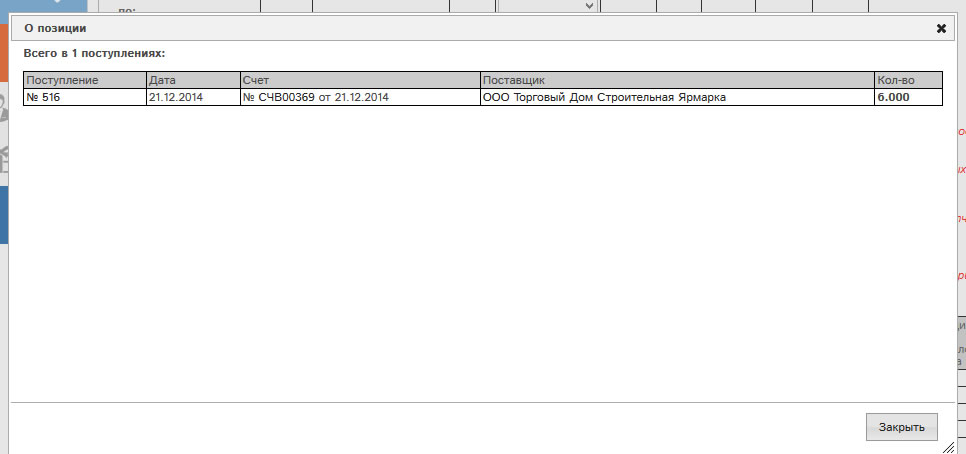 по:
О позиции
Всего в 1 поступлениях:
Поступление Дата Счет Поставщик Кол-во
№ 516 21.12.2014 № СЧВ00369 от 21.12.2014 ООО Торговый Дом Строительная Ярмарка 6.000
Закрыть